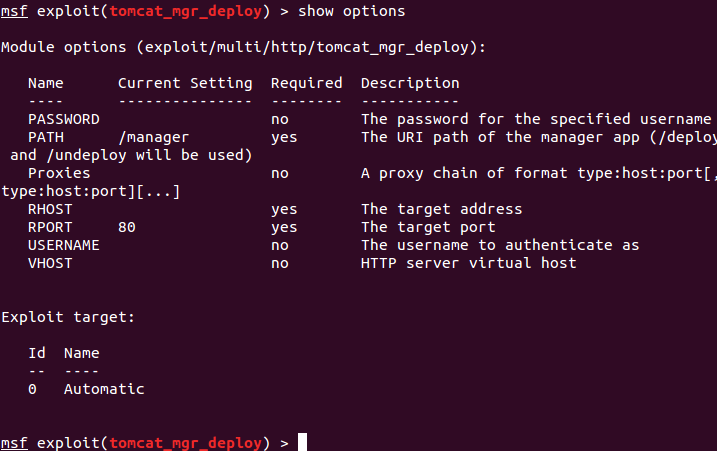 msf exploit(tomcat_mgr_deploy) > show options
Module options (exploit/multi/http/tomcat_mgr_deploy):
Name Current Setting Required Description
---- --------------- -------- -----------
PASSWORD no The password for the specified username
PATH /manager yes The URI path of the manager app (/deploy
and /undeploy will be used)
Proxies no A proxy chain of format type:host:port[,
type:host:port][...]
RHOST yes The target address
RPORT 80 yes The target port
USERNAME no The username to authenticate as
VHOST no HTTP server virtual host
Exploit target:
Id Name
-- ----
0 Automatic
msf exploit(tomcat_mgr_deploy) >